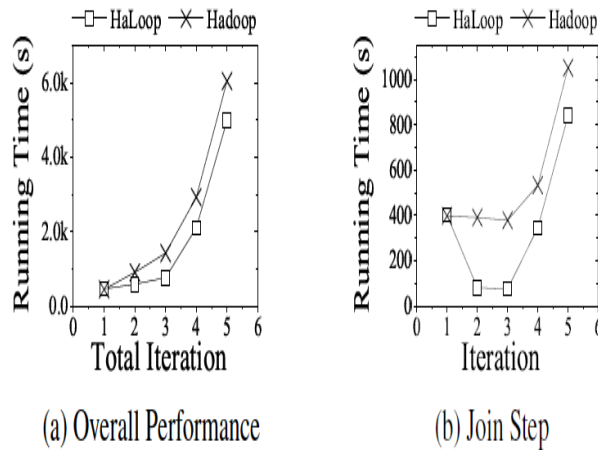 HaLoop Hadoop
Running Time (s)
6.0k
4.0k
2.0k
0.0
0 1 2 3 4 5 6
Total Iteration
(a) Overall Performance
HaLoop Hadoop
Running Time (s)
1000
800
600
400
200
0
0 1 2 3 4 5 6
Iteration
(b) Join Step